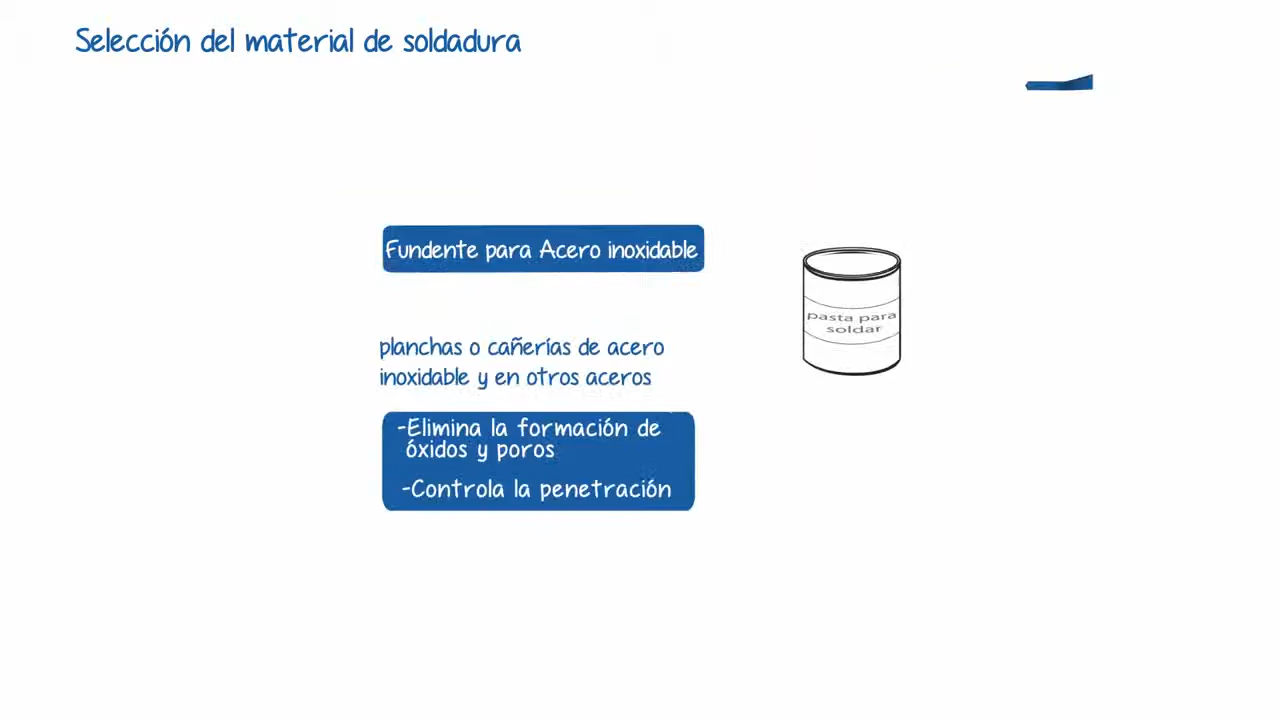 Selección del material de soldadura
Fundente para Acero inoxidable
pasta para
soldar
planchas o cañerías de acero
inoxidable y en otros aceros
-Elimina la formación de
óxidos y poros
-Controla la penetración